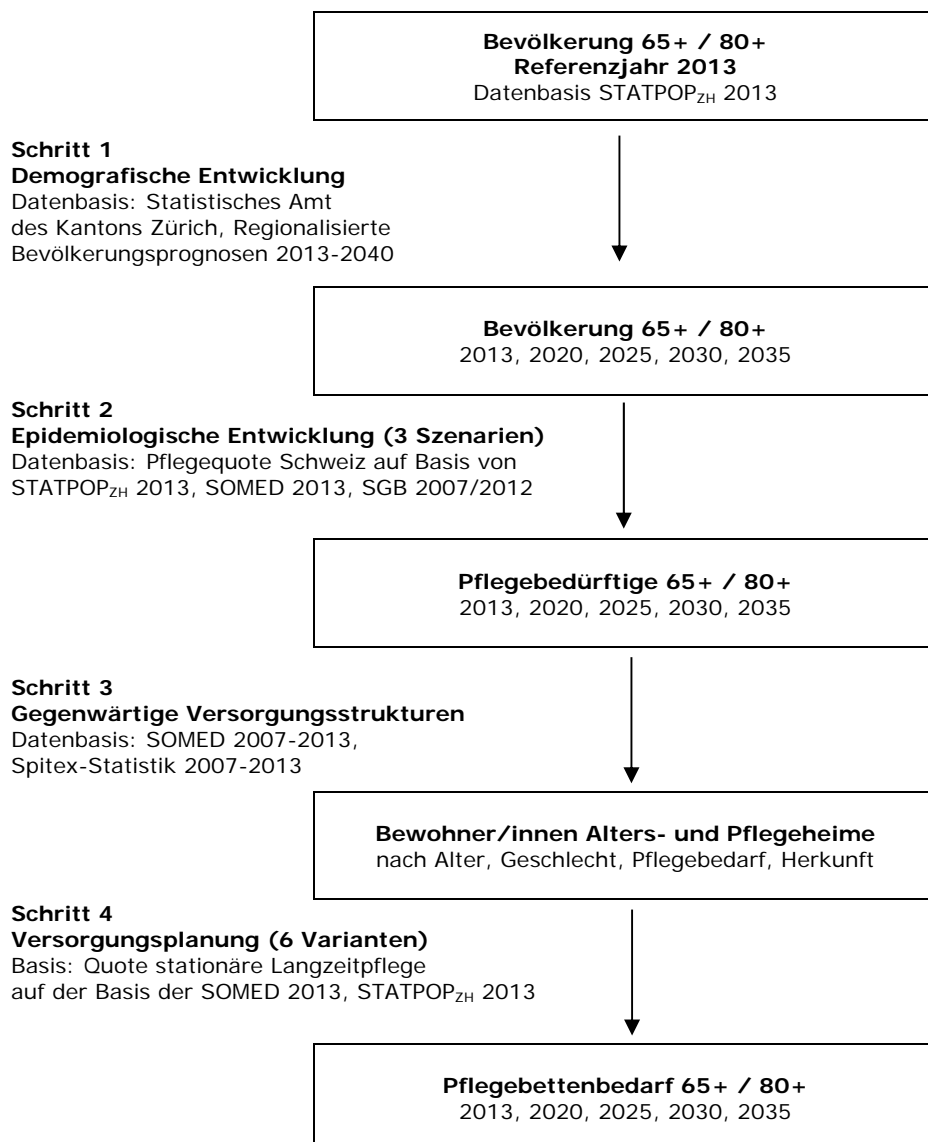 Bevölkerung 65+ / 80+
Referenzjahr 2013
Datenbasis STATPOPZH 2013
Schritt 1
Demografische Entwicklung
Datenbasis: Statistisches Amt
des Kantons Zürich, Regionalisierte
Bevölkerungsprognosen 2013-2040
Bevölkerung 65+ / 80+
2013, 2020, 2025, 2030, 2035
Schritt 2
Epidemiologische Entwicklung (3 Szenarien)
Datenbasis: Pflegequote Schweiz auf Basis von
STATPOPZH 2013, SOMED 2013, SGB 2007/2012
Pflegebedürftige 65+ / 80+
2013, 2020, 2025, 2030, 2035
Schritt 3
Gegenwärtige Versorgungsstrukturen
Datenbasis: SOMED 2007-2013,
Spitex-Statistik 2007-2013
Bewohner/innen Alters- und Pflegeheime
nach Alter, Geschlecht, Pflegebedarf, Herkunft
Schritt 4
Versorgungsplanung (6 Varianten)
Basis: Quote stationäre Langzeitpflege
auf der Basis der SOMED 2013, STATPOPZH 2013
Pflegebettenbedarf 65+ / 80+
2013, 2020, 2025, 2030, 2035